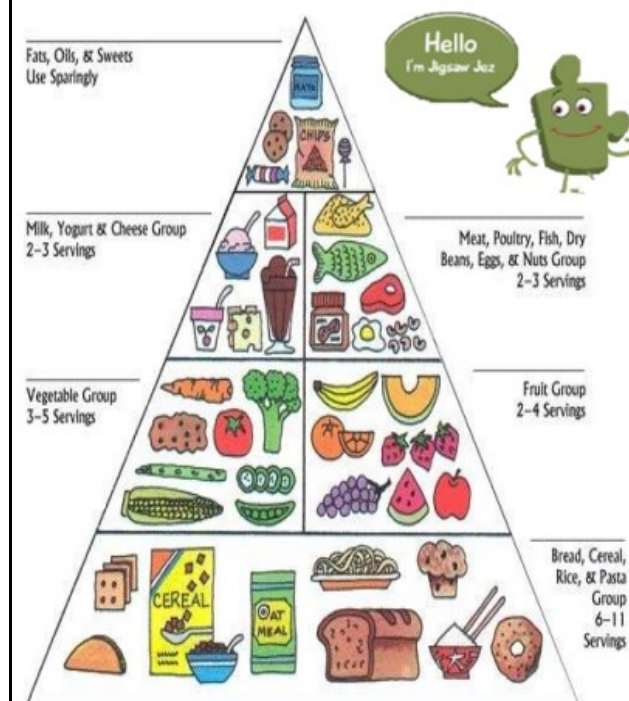 Fats, Oils, & Sweets
Use Sparingly
Hello
I'm Jigsaw Jez
MAYO
CHIPS
Milk, Yogurt & Cheese Group
2–3 Servings
Meat, Poultry, Fish, Dry
Beans, Eggs, & Nuts Group
2–3 Servings
Vegetable Group
3–5 Servings
Fruit Group
2–4 Servings
CEREAL
OAT
MEAL
Bread, Cereal,
Rice, & Pasta
Group
6–11
Servings